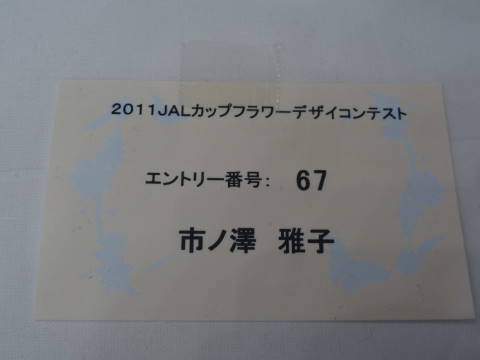 2011JALカップフラワーデザイコンテスト
エントリー番号: 67
市ノ澤 雅子